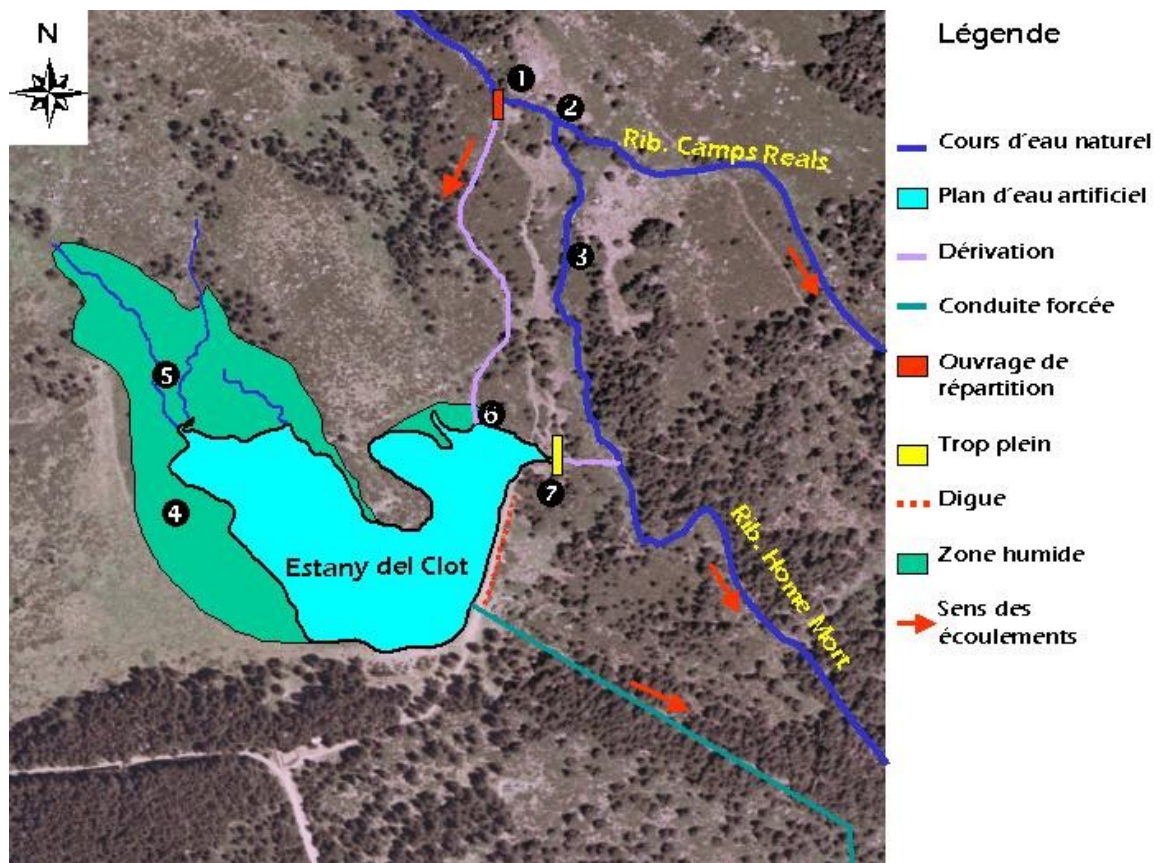 N
1
2
Rib. Camps Reals
3
5
6
4
7
Estany del Clot
Rib. Home Mort
Légende
Cours d'eau naturel
Plan d'eau artificiel
Dérivation
Conduite forcée
Ouvrage de
répartition
Trop plein
Digue
Zone humide
Sens des
écoulements